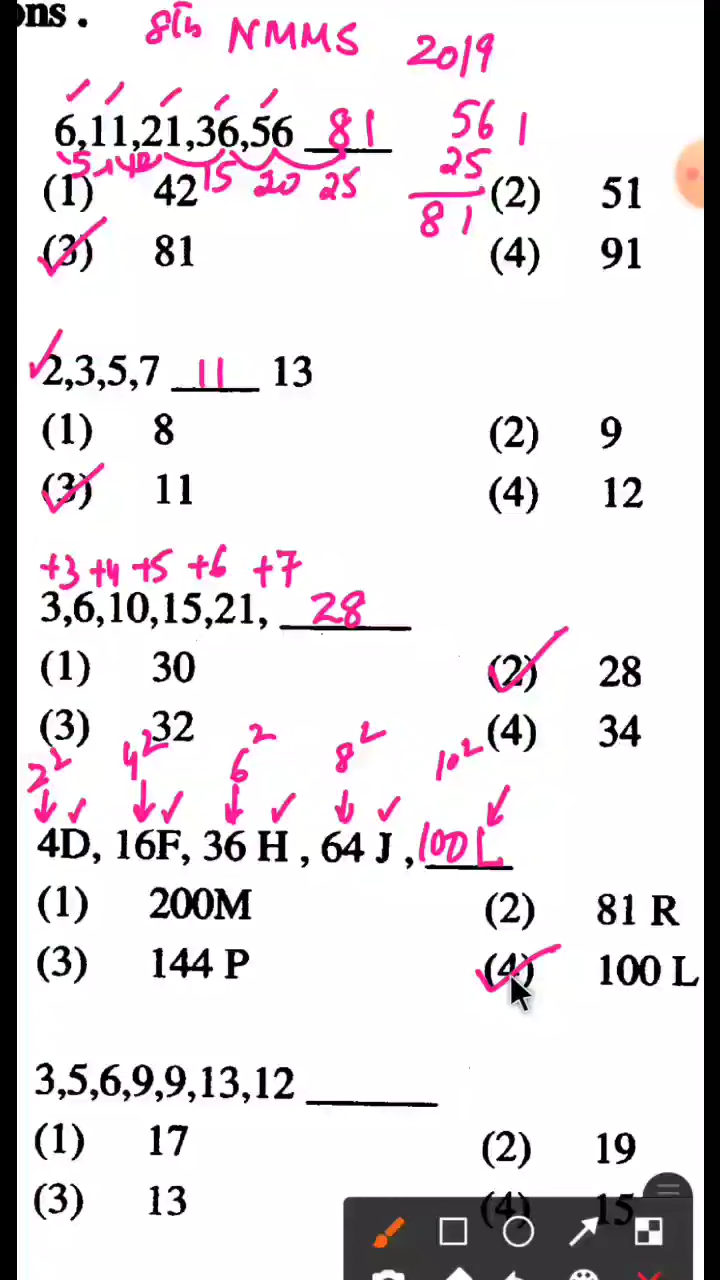 ons .
8th NMMS 2019
6,11,21,36,56 81
5 10 15 20 25
56 1
25
81
(1) 42 (2) 51
(3) 81 (4) 91
2,3,5,7 11 13
(1) 8 (2) 9
(3) 11 (4) 12
+3 +4 +5 +6 +7
3,6,10,15,21, 28
(1) 30 (2) 28
(3) 32 (4) 34
2² 4² 6² 8² 10²
4D, 16F, 36 H , 64 J , 100 L
(1) 200M (2) 81 R
(3) 144 P (4) 100 L
3,5,6,9,9,13,12
(1) 17 (2) 19
(3) 13 (4) 15